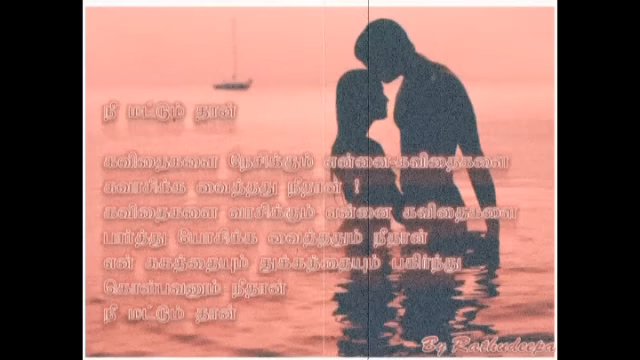 நீ மட்டும் தான்
கவிதைகளை நேசிக்கும் என்னை-கவிதைகளை
சுவாசிக்க வைத்தது நீதான் !
கவிதைகளை வாசிக்கும் என்னை கவிதைகளை
பார்த்து யோசிக்க வைத்ததும் நீதான்
என் சுகத்தையும் துக்கத்தையும் பகிர்ந்து
கொள்பவனும் நீதான்
நீ மட்டும் தான்
By Rathudeepa